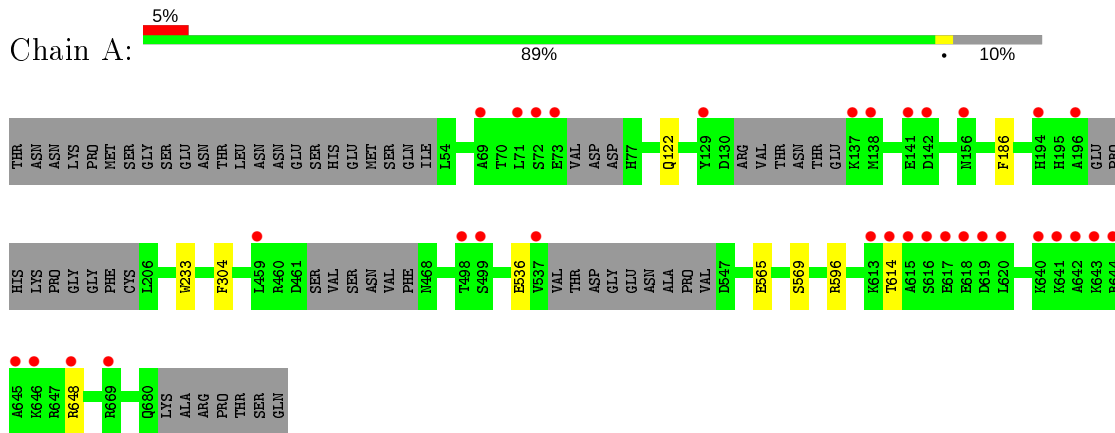 5%
Chain A:
89% • 10%
THR ASN ASN LYS PRO MET SER GLY SER GLU ASN THR LEU ASN ASN GLU SER HIS GLU MET SER GLN ILE L54 A69 T70 L71 S72 F73 VAL ASP ASP H77 Q122 Y129 D130 ARG VAL THR ASN THR GLU K137 M138 E141 D142 N156 F186 H194 H195 A196 GLU PRO
HIS LYS PRO GLY GLY PHE CYS L206 W233 F304 L459 R460 D461 SER VAL SER ASN VAL PHE N468 T498 S499 E536 V537 VAL THR ASP GLY GLU ASN ALA PRO VAL D547 E565 S569 R596 K613 T614 A615 S616 E617 E618 D619 L620 K640 K641 A642 K643 R644
A645 K646 R647 R648 R669 Q680 LYS ALA ARG PRO THR SER GLN